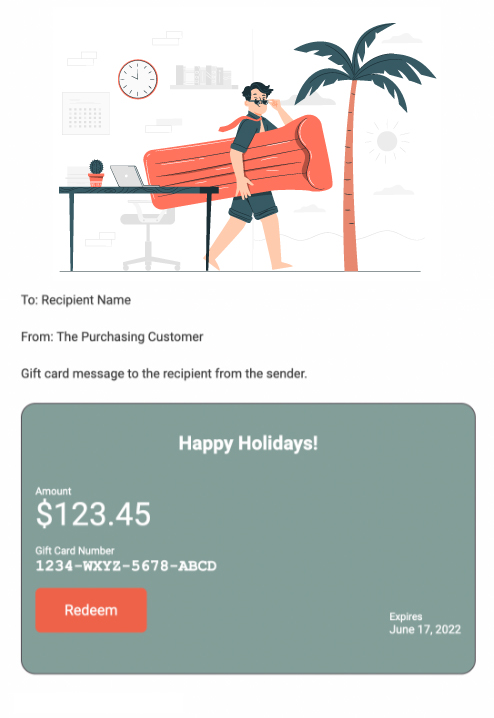 To: Recipient Name
From: The Purchasing Customer
Gift card message to the recipient from the sender.
Happy Holidays!
Amount
$123.45
Gift Card Number
1234-WXYZ-5678-ABCD
Redeem
Expires
June 17, 2022